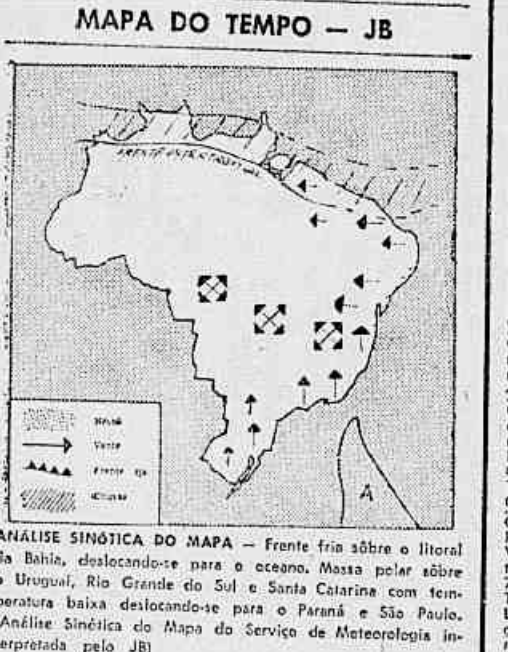 MAPA DO TEMPO — JB
FRENTE INTERTROPICAL
Névoa
Vento
Frente fria
A
ANÁLISE SINÓTICA DO MAPA — Frente fria sôbre o litoral
da Bahia, deslocando-se para o oceano. Massa polar sôbre
o Uruguai, Rio Grande do Sul e Santa Catarina com tem-
peratura baixa deslocando-se para o Paraná e São Paulo.
(Análise Sinótica do Mapa do Serviço de Meteorologia in-
terpretada pelo JB)